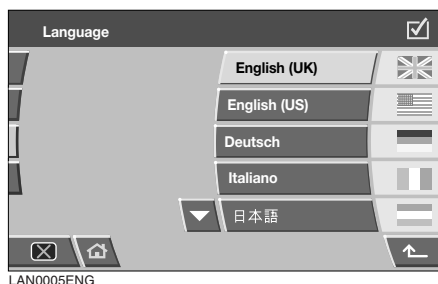 Language
English (UK)
English (US)
Deutsch
Italiano
日本語
LAN0005ENG